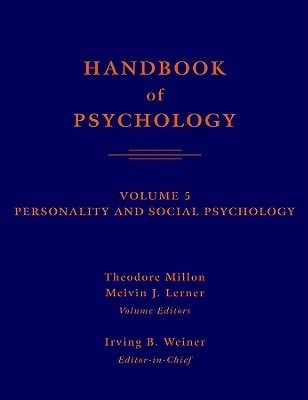 HANDBOOK
of
PSYCHOLOGY
VOLUME 5
PERSONALITY AND SOCIAL PSYCHOLOGY
Theodore Millon
Melvin J. Lerner
Volume Editors
Irving B. Weiner
Editor-in-Chief